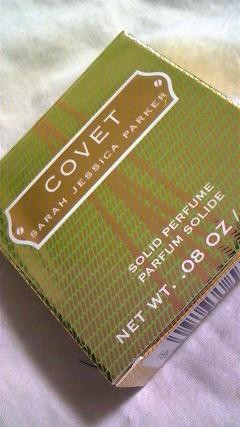 COVET
SARAH JESSICA PARKER
SOLID PERFUME
PARFUM SOLIDE
NET WT. .08 OZ /